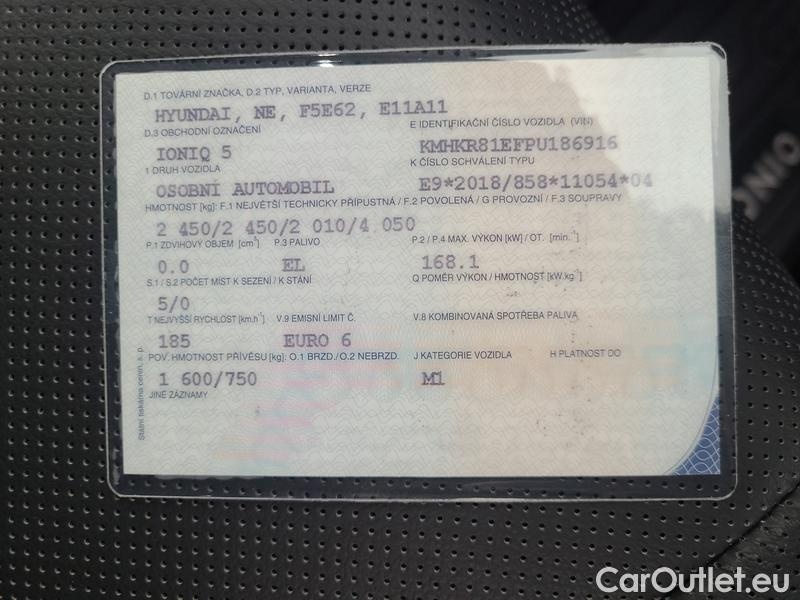 D.1 TOVÁRNÍ ZNAČKA, D.2 TYP, VARIANTA, VERZE
HYUNDAI, NE, F5E62, E11A11
D.3 OBCHODNÍ OZNAČENÍ E IDENTIFIKAČNÍ ČÍSLO VOZIDLA (VIN)
IONIQ 5 KMHKR81EFPU186916
1 DRUH VOZIDLA K ČÍSLO SCHVÁLENÍ TYPU
OSOBNÍ AUTOMOBIL E9*2018/858*11054*04
HMOTNOST [kg]: F.1 NEJVĚTŠÍ TECHNICKY PŘÍPUSTNÁ / F.2 POVOLENÁ / G PROVOZNÍ / F.3 SOUPRAVY
2 450/2 450/2 010/4 050
P.1 ZDVIHOVÝ OBJEM [cm³] P.3 PALIVO P.2 / P.4 MAX. VÝKON [kW] / OT. [min.⁻¹]
0.0 EL 168.1
S.1 / S.2 POČET MÍST K SEZENÍ / K STÁNÍ Q POMĚR VÝKON / HMOTNOST [kW.kg⁻¹]
5/0
T NEJVYŠŠÍ RYCHLOST [km.h⁻¹] V.9 EMISNÍ LIMIT Č. V.8 KOMBINOVANÁ SPOTŘEBA PALIVA
185 EURO 6
POV. HMOTNOST PŘÍVĚSU [kg]: O.1 BRZD./O.2 NEBRZD. J KATEGORIE VOZIDLA H PLATNOST DO
1 600/750 M1
JINÉ ZÁZNAMY
Státní tiskárna cenin, s. p.
IONIQ
CarOutlet.eu